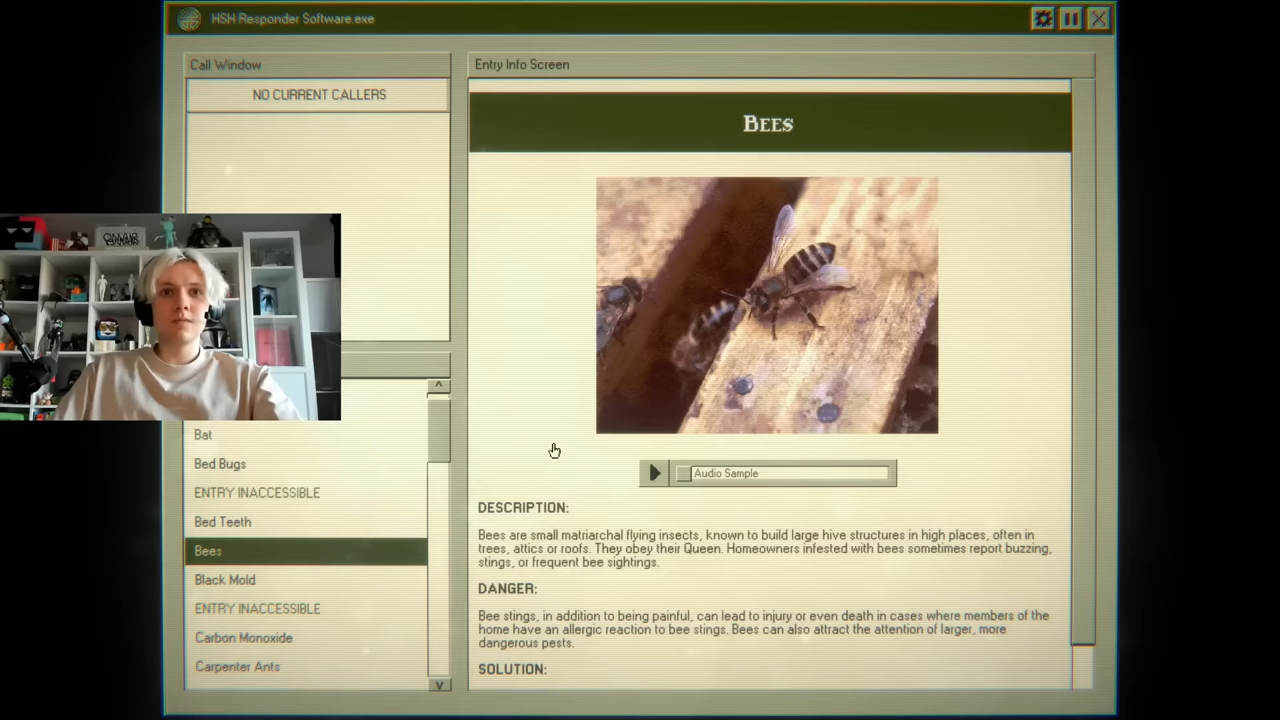 HSH Responder Software.exe
Call Window
NO CURRENT CALLERS
Bat
Bed Bugs
ENTRY INACCESSIBLE
Bed Teeth
Bees
Black Mold
ENTRY INACCESSIBLE
Carbon Monoxide
Carpenter Ants
Entry Info Screen
BEES
Audio Sample
DESCRIPTION:
Bees are small matriarchal flying insects, known to build large hive structures in high places, often in
trees, attics or roofs. They obey their Queen. Homeowners infested with bees sometimes report buzzing,
stings, or frequent bee sightings.
DANGER:
Bee stings, in addition to being painful, can lead to injury or even death in cases where members of the
home have an allergic reaction to bee stings. Bees can also attract the attention of larger, more
dangerous pests.
SOLUTION: